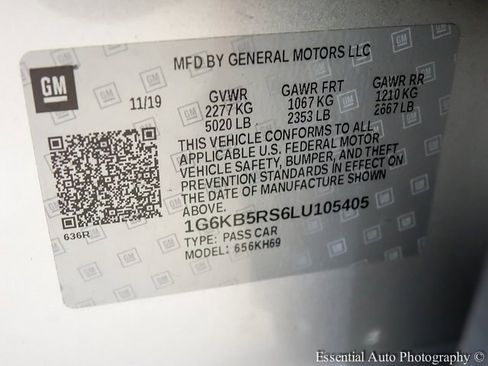 GM
MFD BY GENERAL MOTORS LLC
11/19
GVWR GAWR FRT GAWR RR
2277 KG 1067 KG 1210 KG
5020 LB 2353 LB 2667 LB
THIS VEHICLE CONFORMS TO ALL
APPLICABLE U.S. FEDERAL MOTOR
VEHICLE SAFETY, BUMPER, AND THEFT
PREVENTION STANDARDS IN EFFECT ON
THE DATE OF MANUFACTURE SHOWN
ABOVE.
636R
1G6KB5RS6LU105405
TYPE: PASS CAR
MODEL: 656KH69
Essential Auto Photography ©